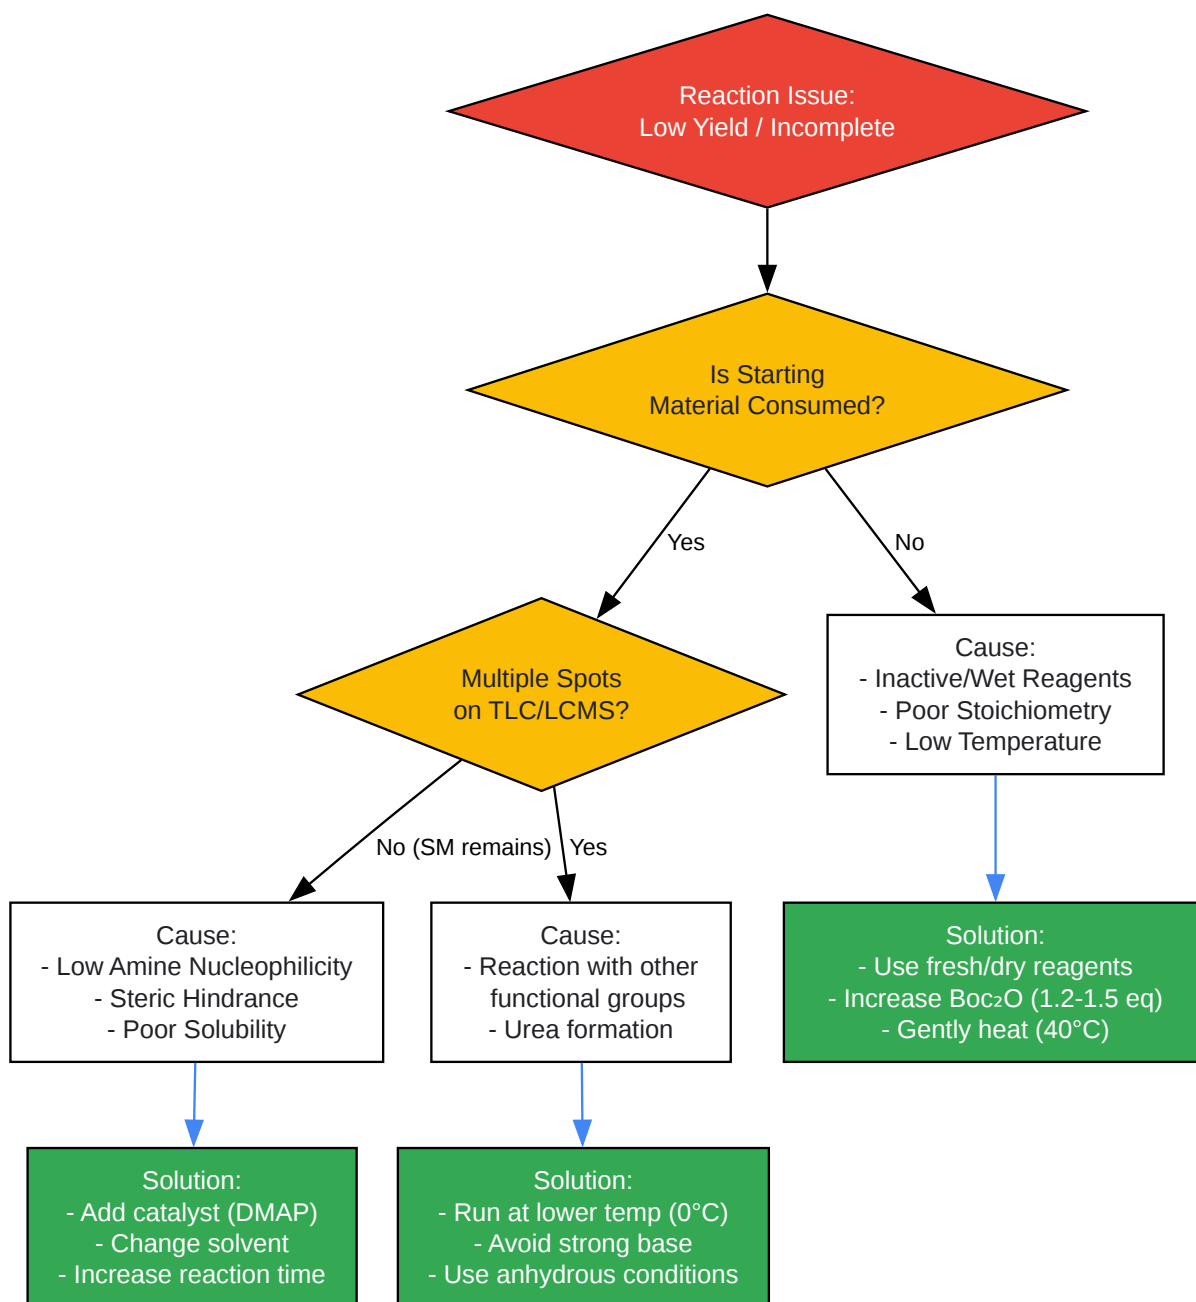 Reaction Issue:
Low Yield / Incomplete
Is Starting
Material Consumed?
Yes
No
Multiple Spots
on TLC/LCMS?
Cause:
- Inactive/Wet Reagents
- Poor Stoichiometry
- Low Temperature
No (SM remains)
Yes
Cause:
- Low Amine Nucleophilicity
- Steric Hindrance
- Poor Solubility
Cause:
- Reaction with other
functional groups
- Urea formation
Solution:
- Use fresh/dry reagents
- Increase Boc₂O (1.2-1.5 eq)
- Gently heat (40°C)
Solution:
- Add catalyst (DMAP)
- Change solvent
- Increase reaction time
Solution:
- Run at lower temp (0°C)
- Avoid strong base
- Use anhydrous conditions